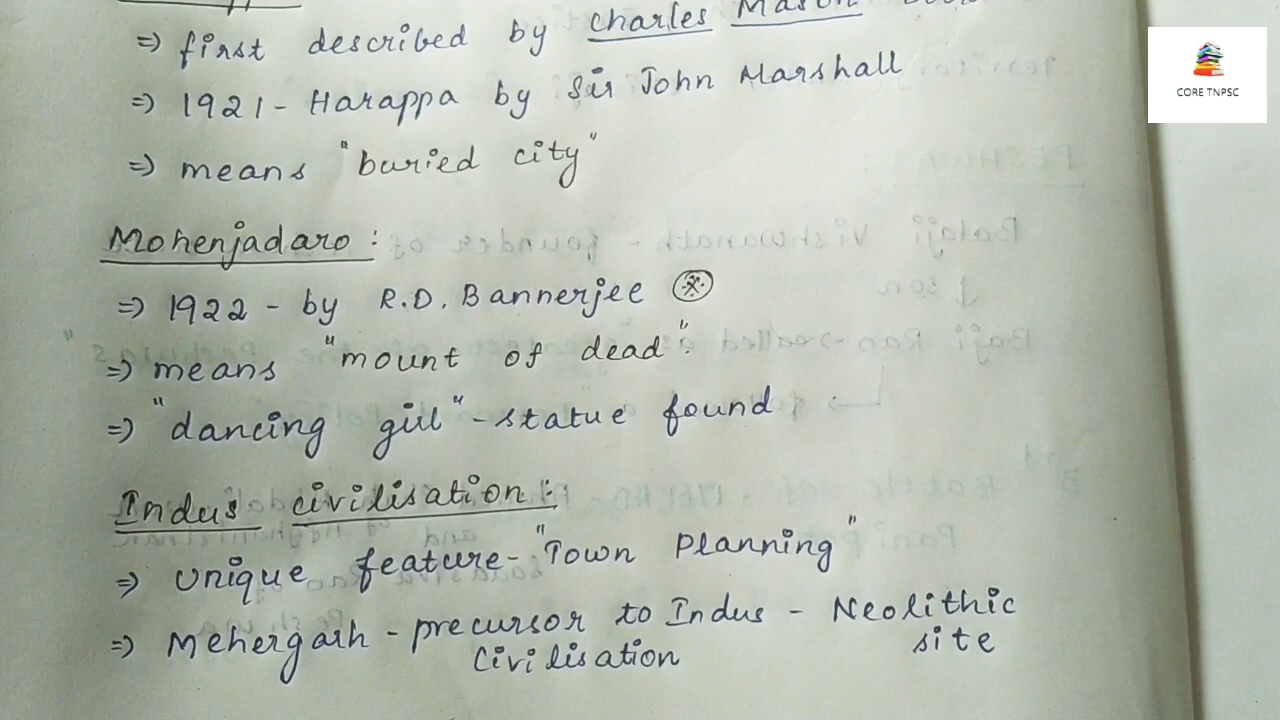 ⇒ first described by Charles Mason
⇒ 1921 - Harappa by Sir John Marshall
⇒ means "buried city"
Mohenjadaro :
⇒ 1922 - by R.D. Bannerjee
⇒ means "mount of dead".
⇒ "dancing girl" - statue found
Indus civilisation :
⇒ Unique feature - "Town Planning"
⇒ Mehergarh - precursor to Indus - Neolithic
Civilisation site
CORE TNPSC